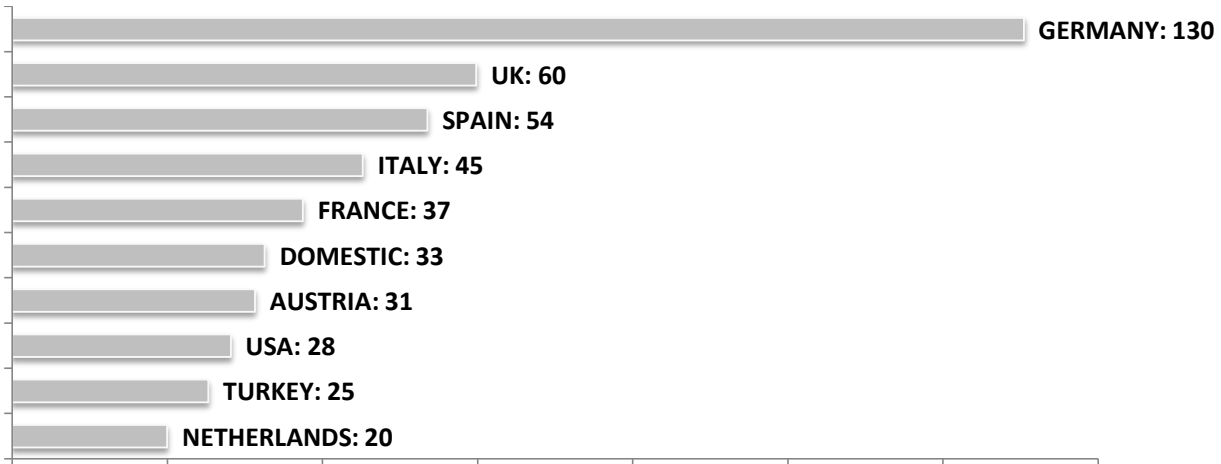 GERMANY: 130
UK: 60
SPAIN: 54
ITALY: 45
FRANCE: 37
DOMESTIC: 33
AUSTRIA: 31
USA: 28
TURKEY: 25
NETHERLANDS: 20